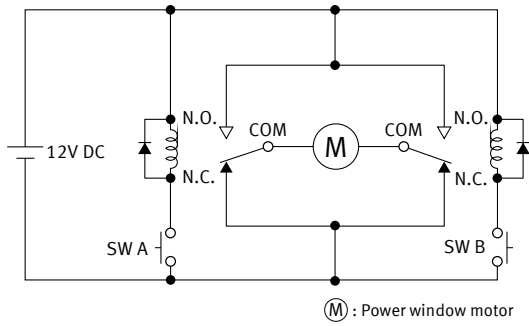 12V DC
N.O.
COM
N.C.
M
COM
N.O.
N.C.
SW A
SW B
M : Power window motor